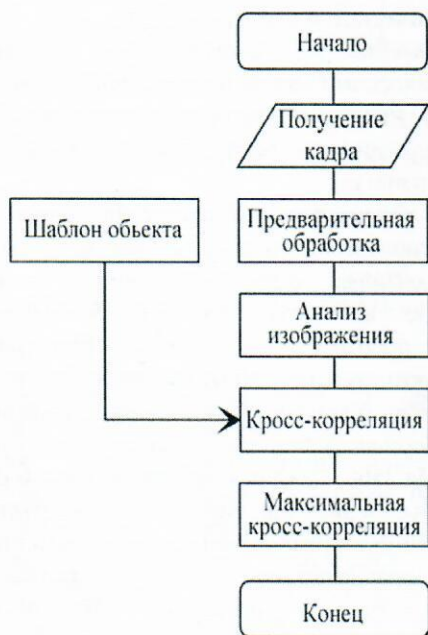 Начало
Получение
кадра
Шаблон обьекта
Предварительная
обработка
Анализ
изображения
Кросс-корреляция
Максимальная
кросс-корреляция
Конец